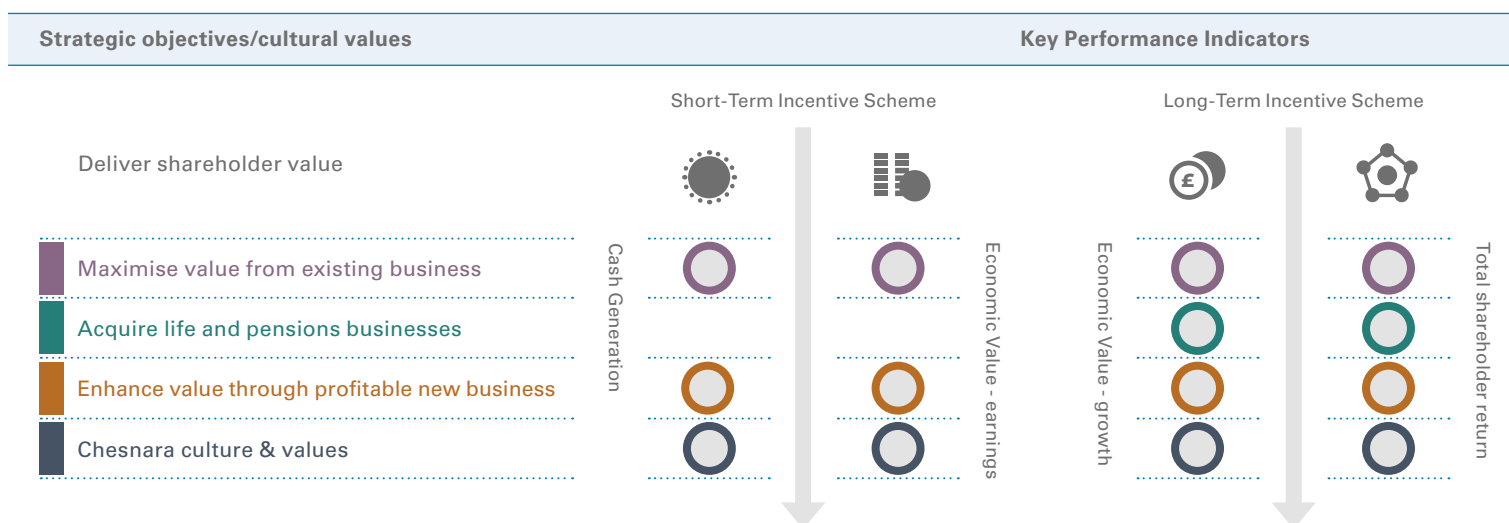 Strategic objectives/cultural values
Key Performance Indicators
Short-Term Incentive Scheme
Long-Term Incentive Scheme
Deliver shareholder value
£
Maximise value from existing business
Acquire life and pensions businesses
Enhance value through profitable new business
Chesnara culture & values
Cash Generation
Economic Value - earnings
Economic Value - growth
Total shareholder return